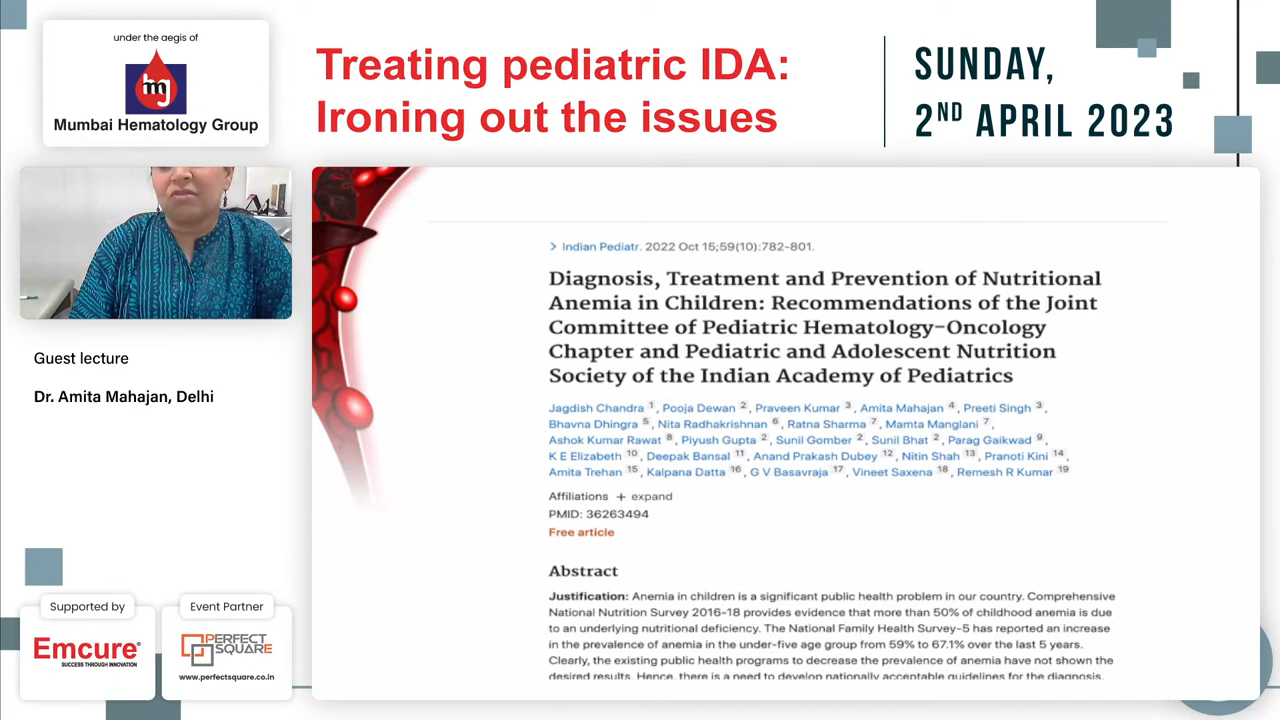 under the aegis of
hmg
Mumbai Hematology Group
Treating pediatric IDA:
Ironing out the issues
SUNDAY,
2ND APRIL 2023
Guest lecture
Dr. Amita Mahajan, Delhi
Supported by
Emcure®
SUCCESS THROUGH INNOVATION
Event Partner
PERFECT
SQUARE
www.perfectsquare.co.in
> Indian Pediatr. 2022 Oct 15;59(10):782-801.
Diagnosis, Treatment and Prevention of Nutritional
Anemia in Children: Recommendations of the Joint
Committee of Pediatric Hematology-Oncology
Chapter and Pediatric and Adolescent Nutrition
Society of the Indian Academy of Pediatrics
Jagdish Chandra 1, Pooja Dewan 2, Praveen Kumar 3, Amita Mahajan 4, Preeti Singh 3,
Bhavna Dhingra 5, Nita Radhakrishnan 6, Ratna Sharma 7, Mamta Manglani 7,
Ashok Kumar Rawat 8, Piyush Gupta 2, Sunil Gomber 2, Sunil Bhat 2, Parag Gaikwad 9,
K E Elizabeth 10, Deepak Bansal 11, Anand Prakash Dubey 12, Nitin Shah 13, Pranoti Kini 14,
Amita Trehan 15, Kalpana Datta 16, G V Basavraja 17, Vineet Saxena 18, Remesh R Kumar 19
Affiliations + expand
PMID: 36263494
Free article
Abstract
Justification: Anemia in children is a significant public health problem in our country. Comprehensive
National Nutrition Survey 2016-18 provides evidence that more than 50% of childhood anemia is due
to an underlying nutritional deficiency. The National Family Health Survey-5 has reported an increase
in the prevalence of anemia in the under-five age group from 59% to 67.1% over the last 5 years.
Clearly, the existing public health programs to decrease the prevalence of anemia have not shown the
desired results. Hence, there is a need to develop nationally acceptable guidelines for the diagnosis,